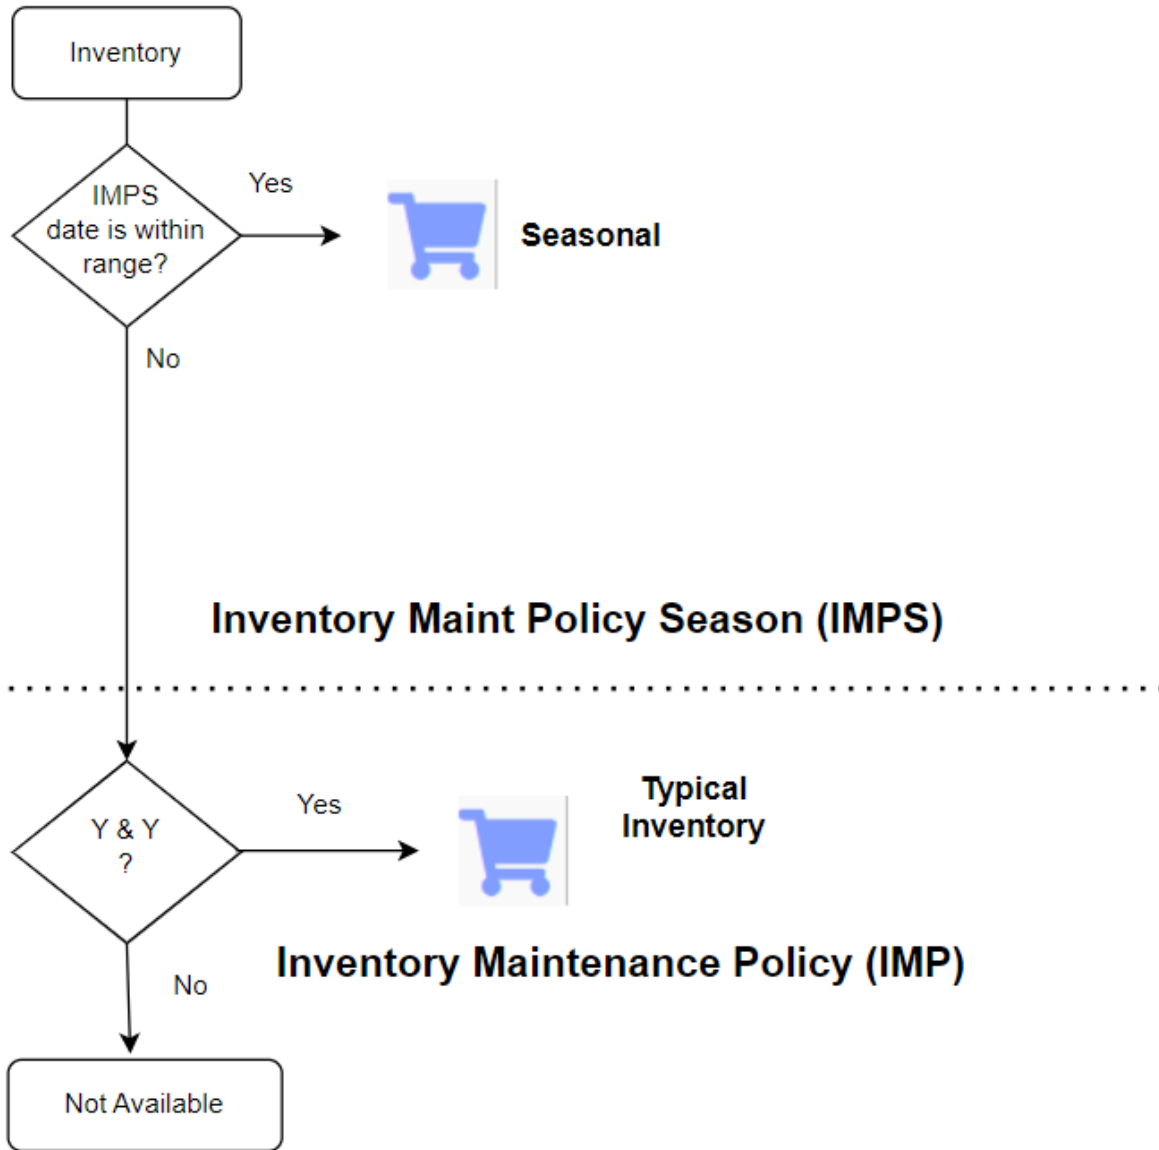 Inventory
IMPS
date is within
range?
Yes
Seasonal
No
Inventory Maint Policy Season (IMPS)
Y & Y
?
Yes
Typical
Inventory
Inventory Maintenance Policy (IMP)
No
Not Available